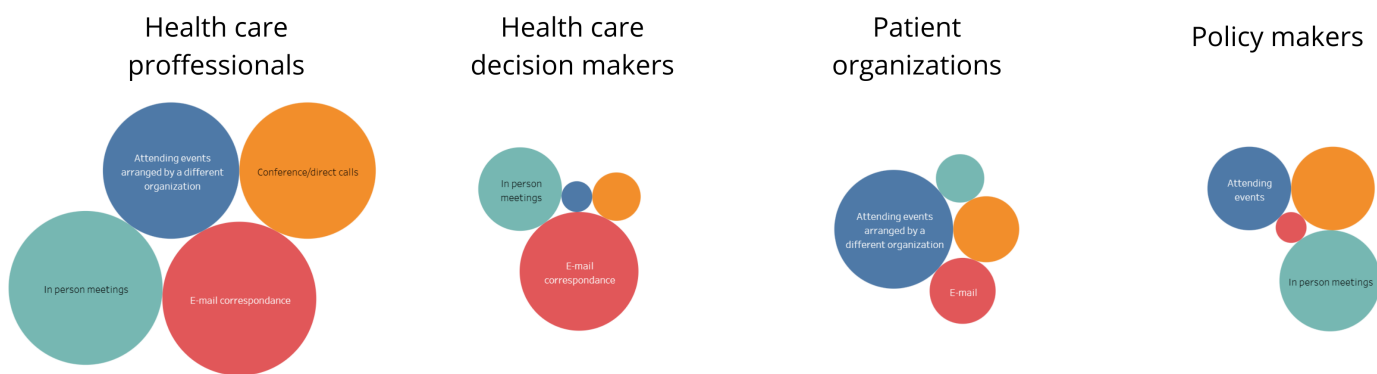 Health care
proffessionals
Health care
decision makers
Patient
organizations
Policy makers
Attending events
arranged by a different
organization
Conference/direct calls
In person meetings
E-mail correspondance
In person
meetings
E-mail
correspondance
Attending events
arranged by a
different organization
E-mail
Attending
events
In person meetings